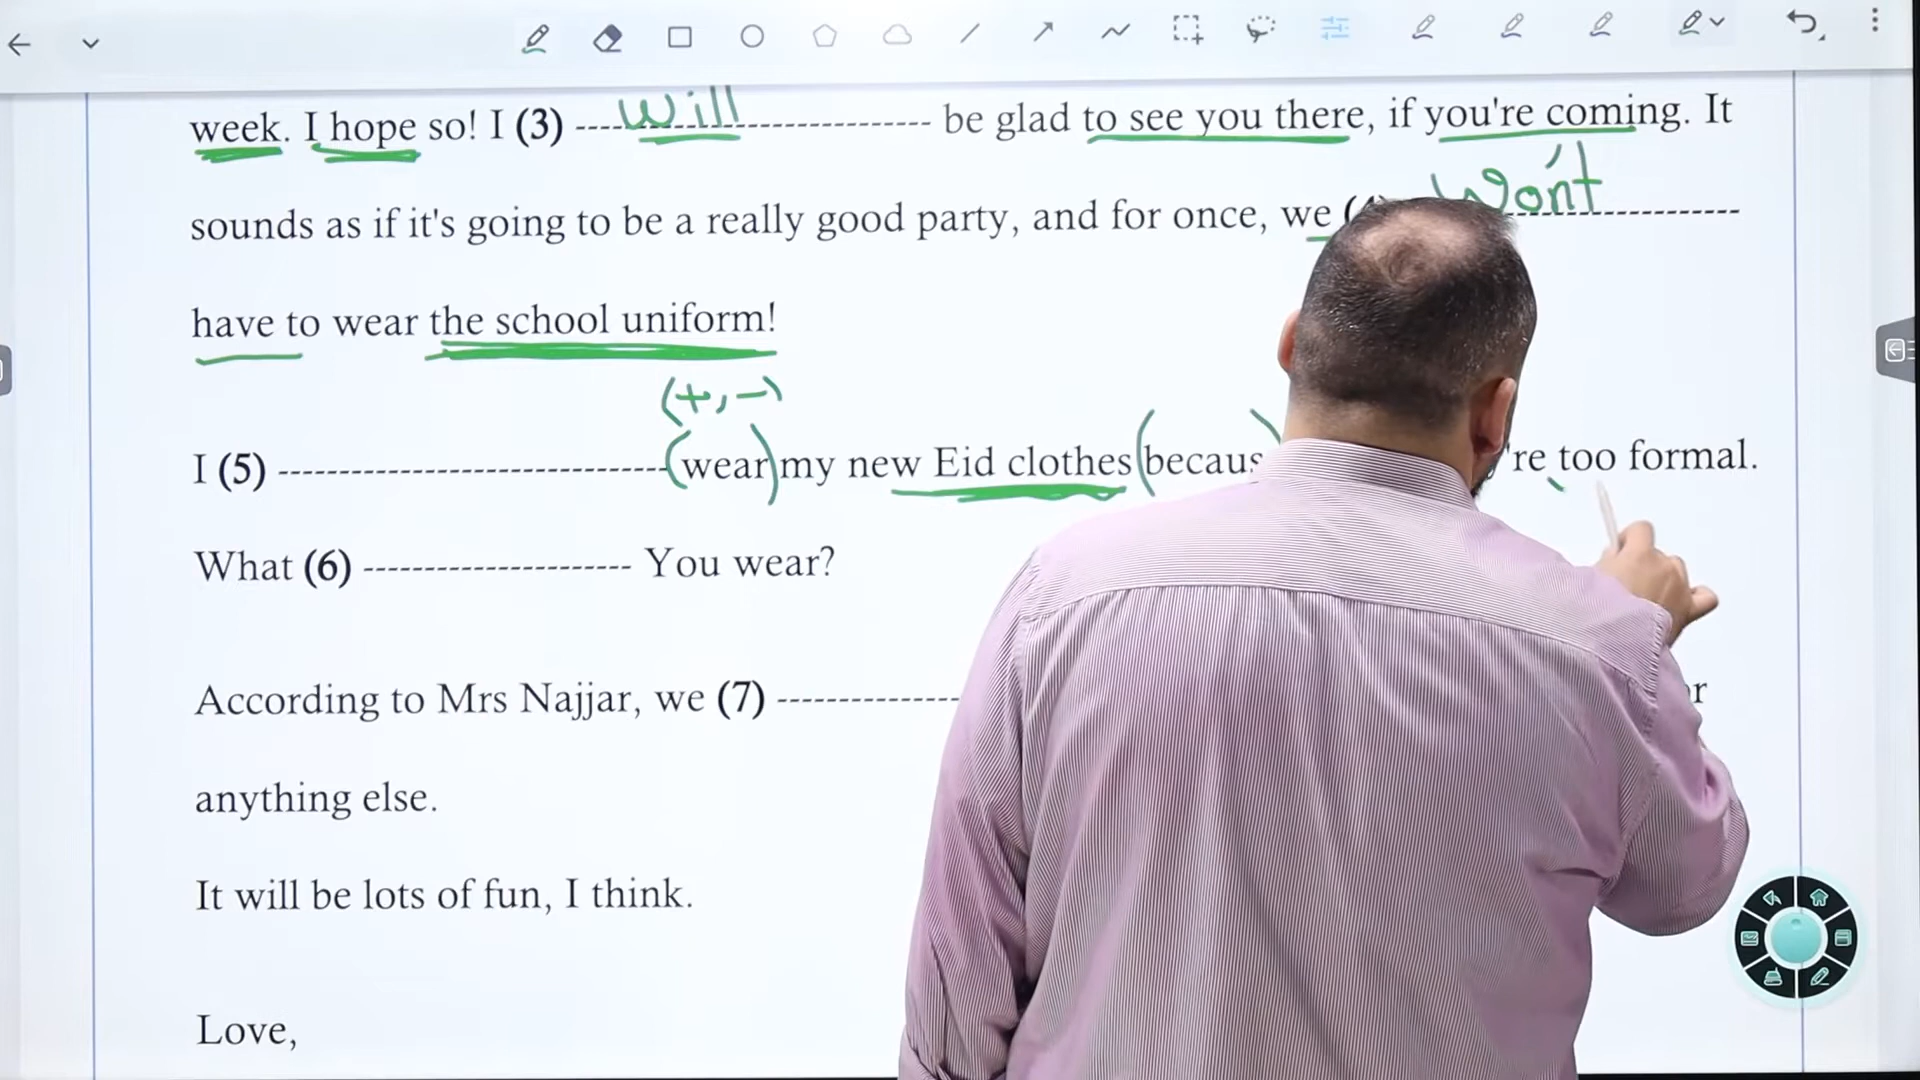 week. I hope so! I (3) ------------------------------ be glad to see you there, if you're coming. It
will
won't
sounds as if it's going to be a really good party, and for once, we --------------------
have to wear the school uniform!
(+, -)
I (5) -------------------------------- (wear) my new Eid clothes (becaus 're too formal.
What (6) ---------------------- You wear?
According to Mrs Najjar, we (7) ---------------
anything else.
It will be lots of fun, I think.
Love,